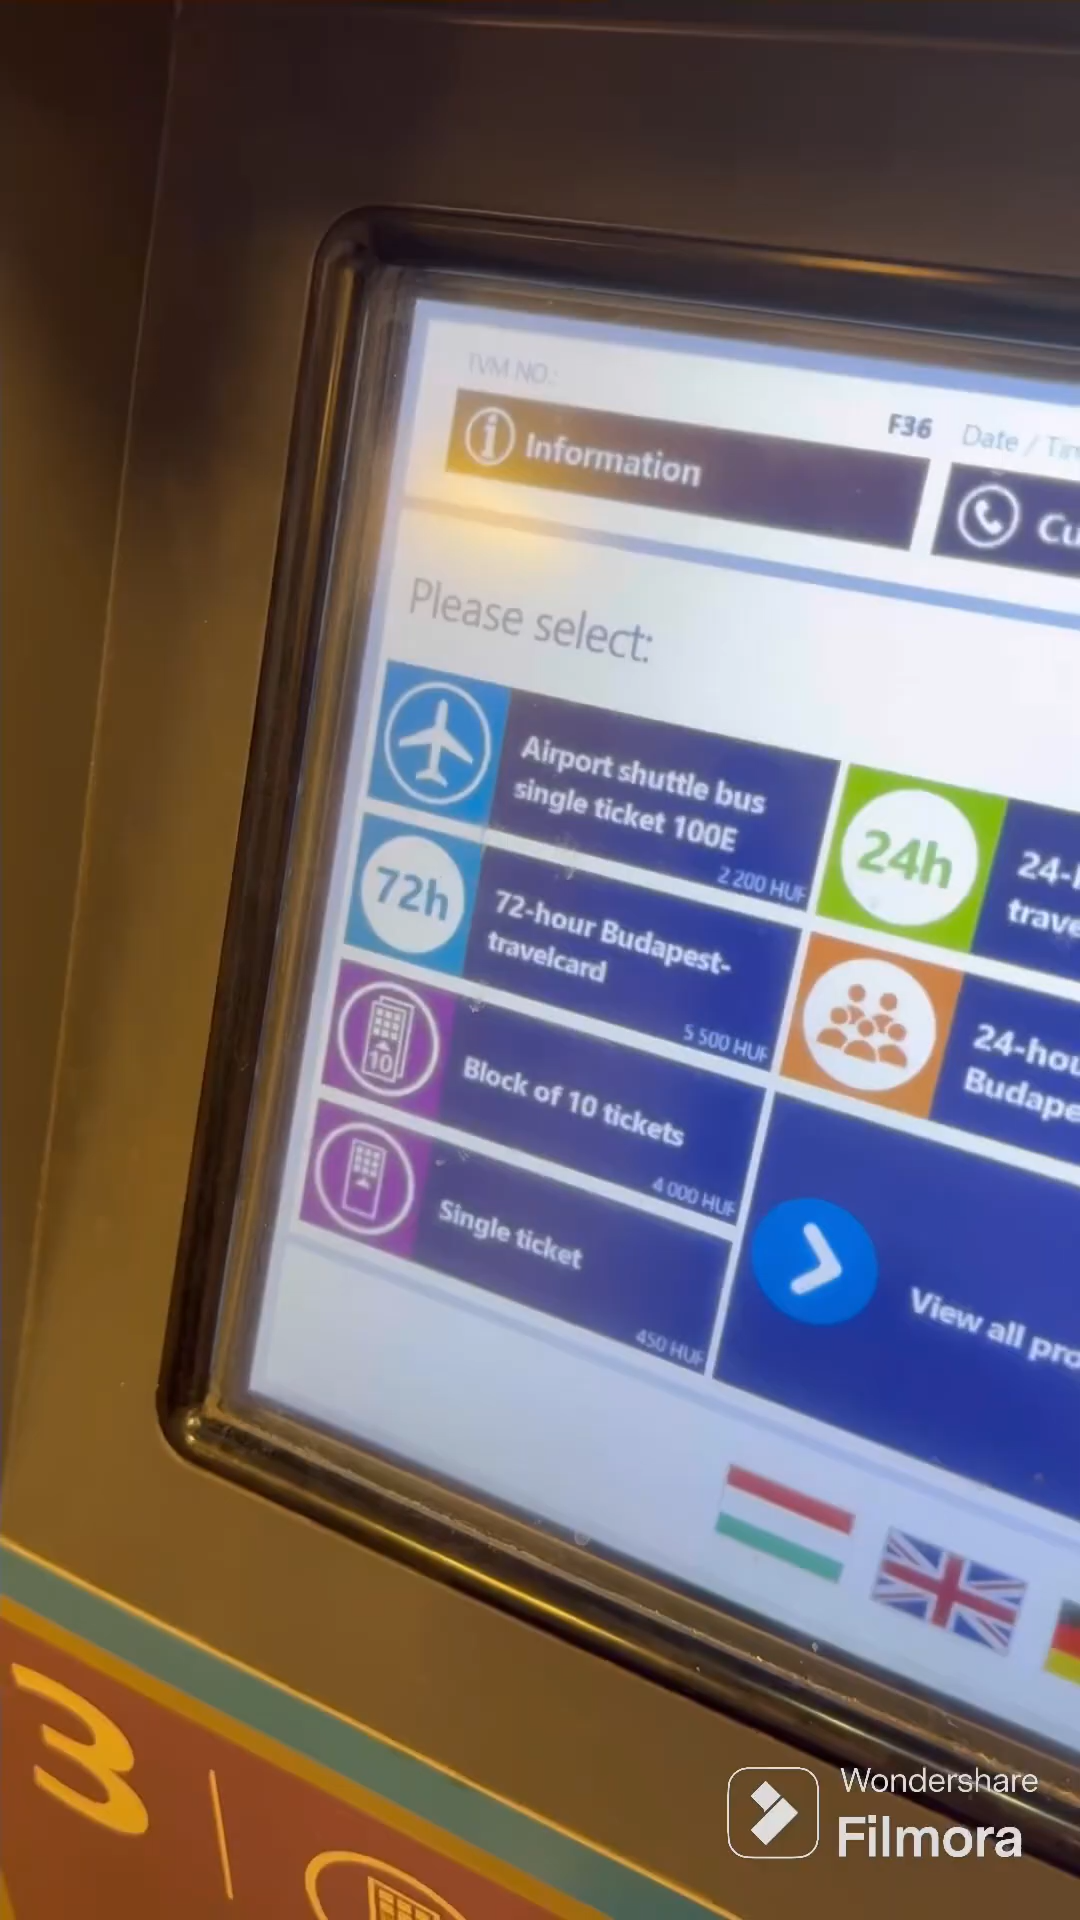 TVM NO.:
F36
Date / Tim
Information
Cu
Please select:
Airport shuttle bus
single ticket 100E
2 200 HUF
24h
24-h
trave
72h
72-hour Budapest-
travelcard
5 500 HUF
24-hou
Budape
10
Block of 10 tickets
4 000 HUF
Single ticket
450 HUF
View all pro
3
Wondershare
Filmora